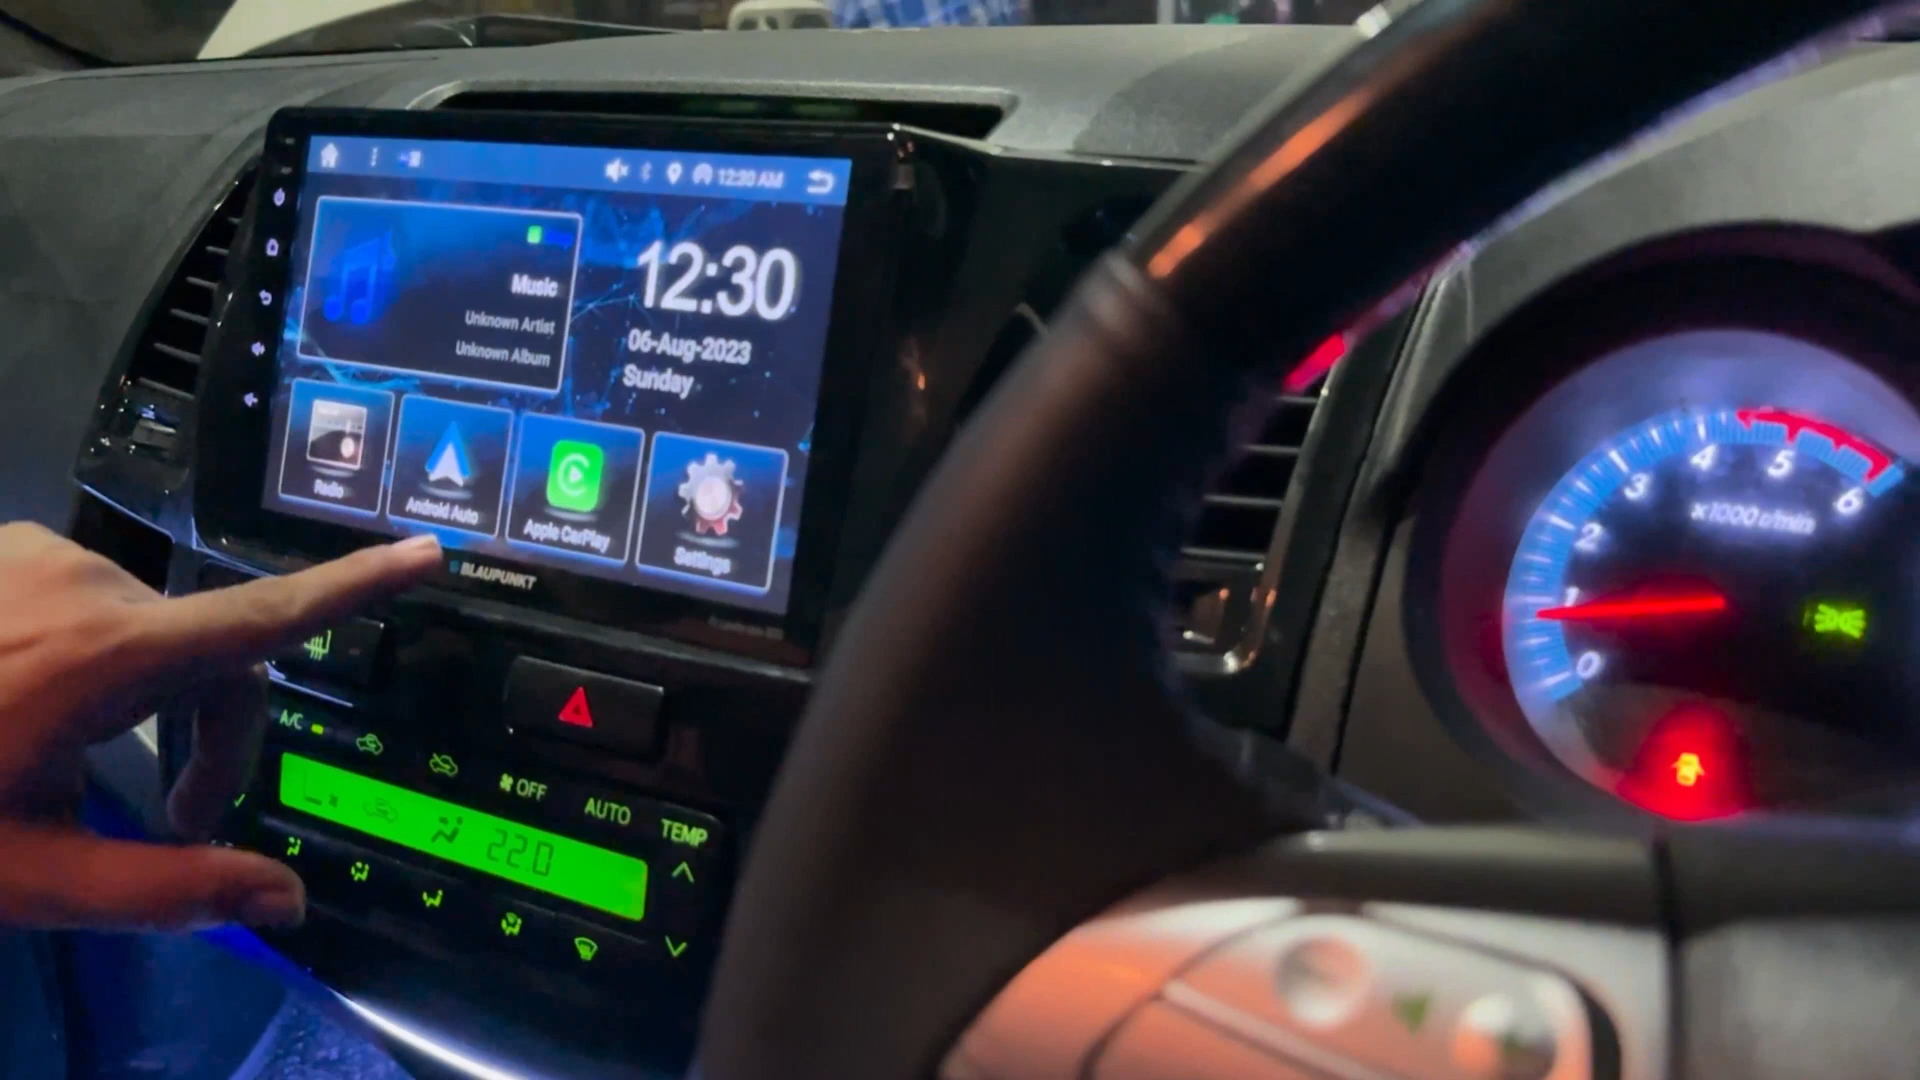 12:30 AM
Music
Unknown Artist
Unknown Album
12:30
06-Aug-2023
Sunday
Radio
Android Auto
Apple CarPlay
Settings
BLAUPUNKT
A/C
OFF
AUTO
TEMP
22.0
0
1
2
3
4
5
6
x1000 r/min